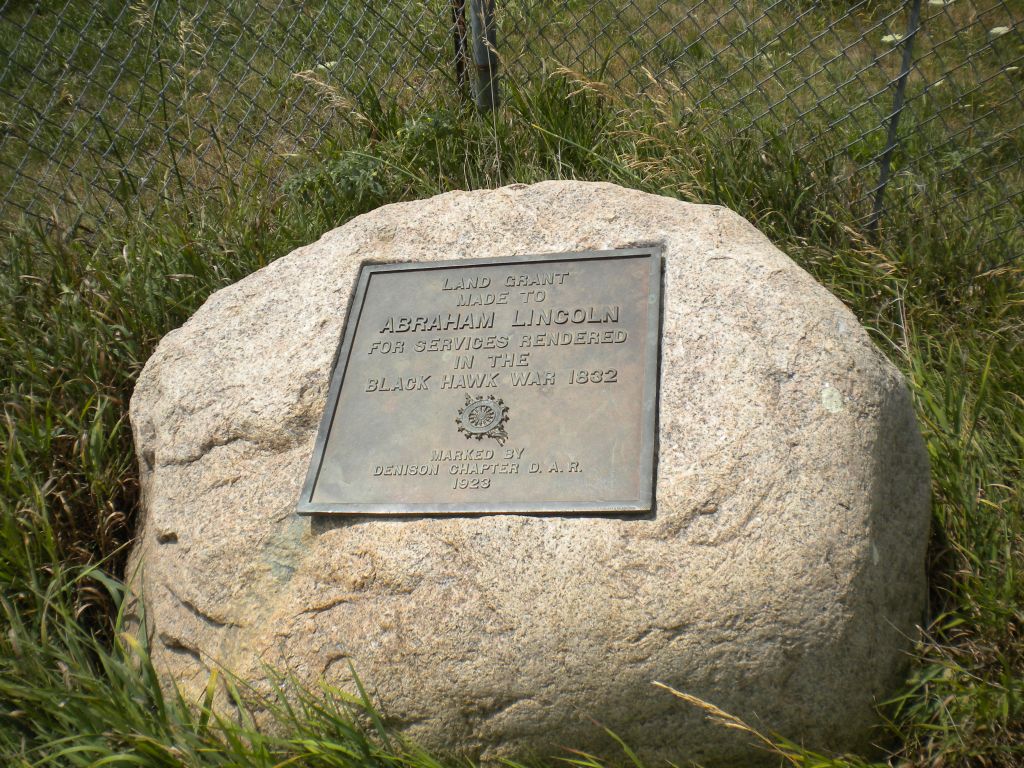 LAND GRANT
MADE TO
ABRAHAM LINCOLN
FOR SERVICES RENDERED
IN THE
BLACK HAWK WAR 1832
MARKED BY
DENISON CHAPTER D. A. R.
1923